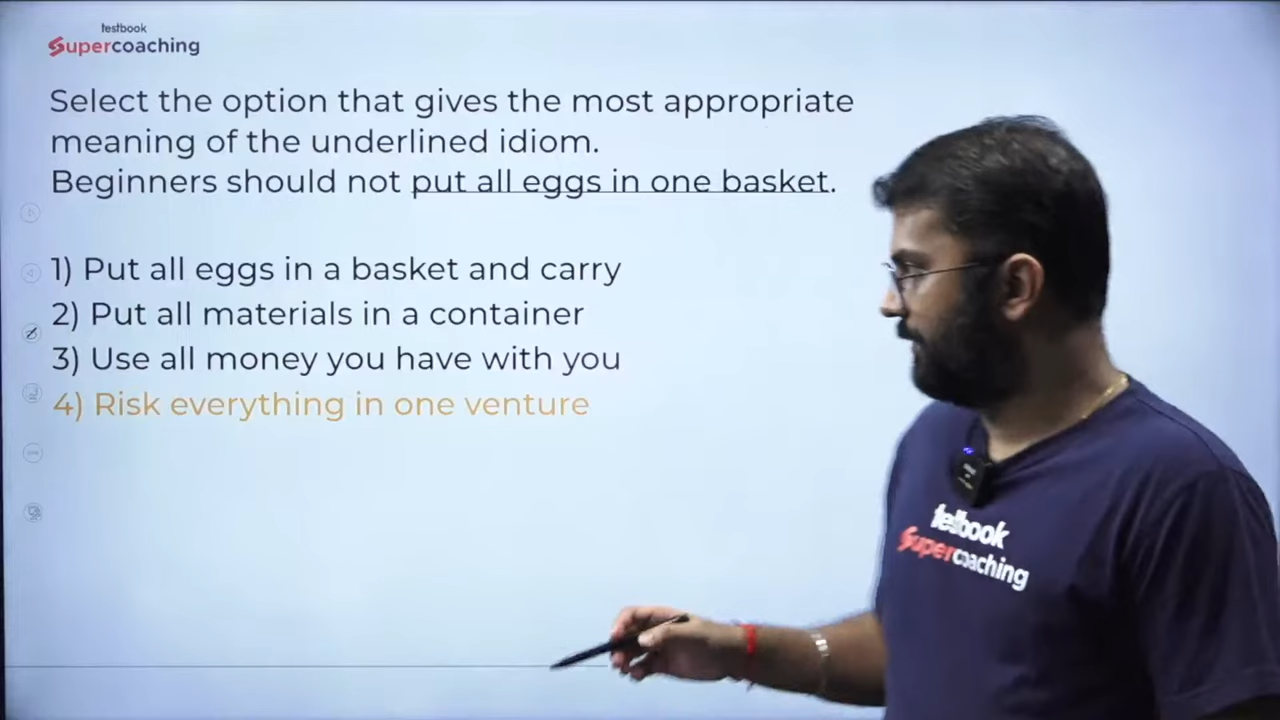 testbook
Supercoaching
Select the option that gives the most appropriate
meaning of the underlined idiom.
Beginners should not put all eggs in one basket.
1) Put all eggs in a basket and carry
2) Put all materials in a container
3) Use all money you have with you
4) Risk everything in one venture
testbook
Supercoaching